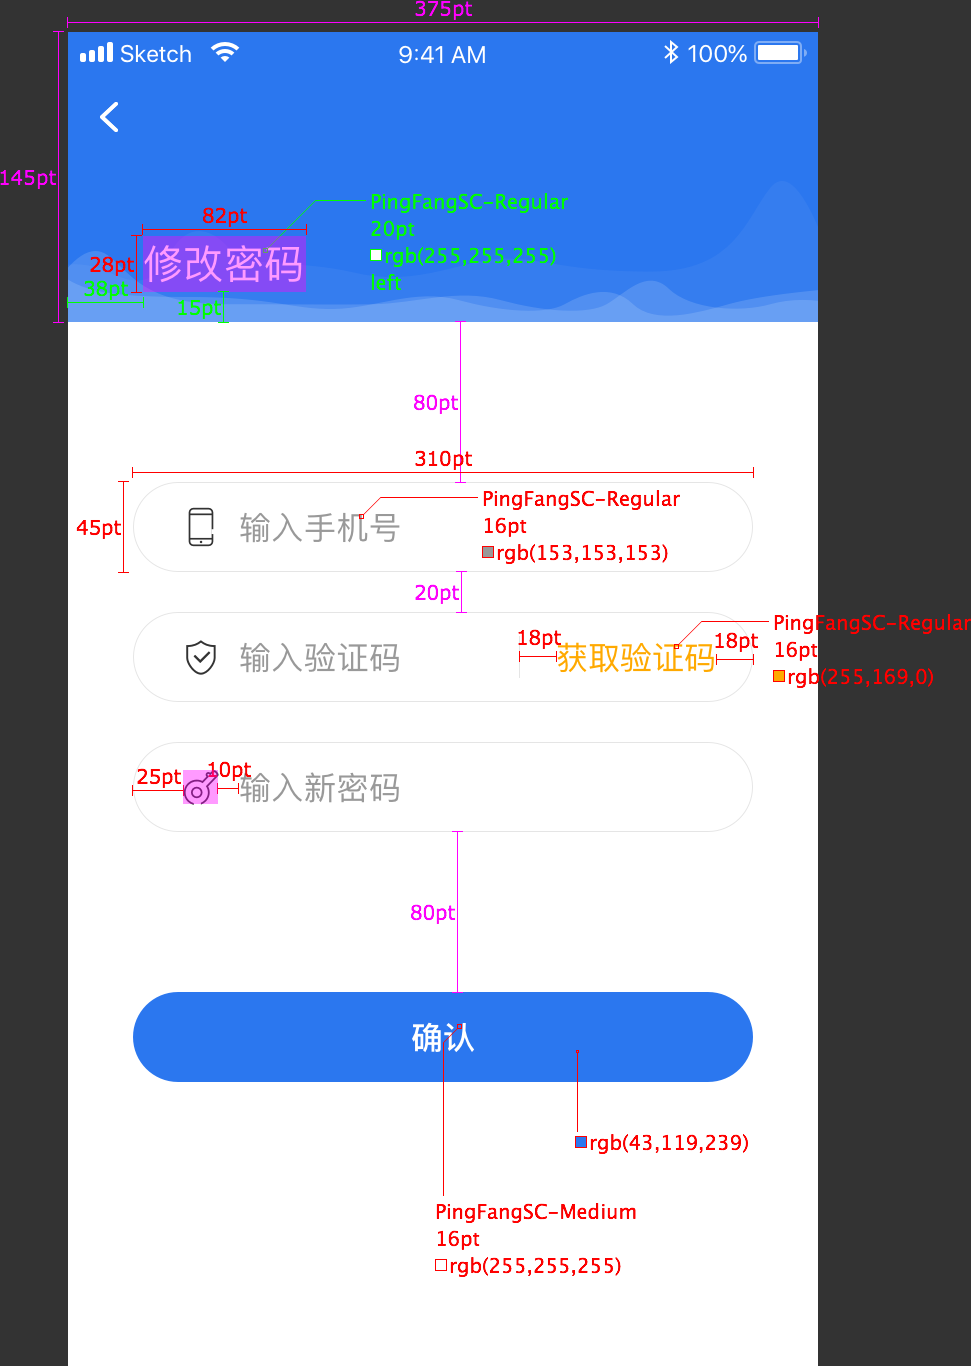 375pt
Sketch 9:41 AM 100%
145pt
PingFangSC-Regular
20pt
rgb(255,255,255)
left
82pt
28pt
修改密码
38pt
15pt
80pt
310pt
45pt
输入手机号
PingFangSC-Regular
16pt
rgb(153,153,153)
20pt
输入验证码
18pt
获取验证码
18pt
PingFangSC-Regular
16pt
rgb(255,169,0)
25pt
10pt
输入新密码
80pt
确认
rgb(43,119,239)
PingFangSC-Medium
16pt
rgb(255,255,255)